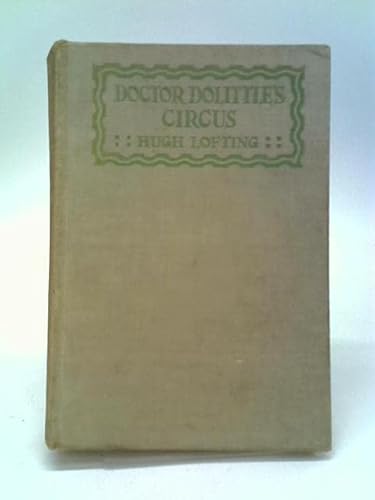 DOCTOR DOLITTLE'S
CIRCUS
:: HUGH LOFTING ::